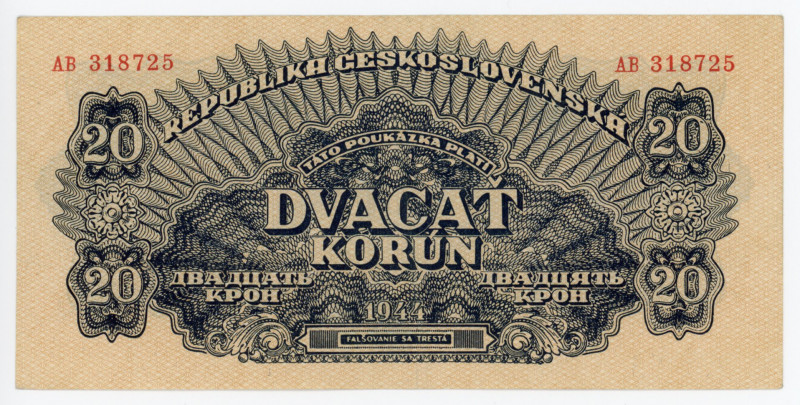 AB 318725
AB 318725
REPUBLIKA ČESKOSLOVENSKÁ
20
20
TÁTO POUKÁZKA PLATÍ
DVACAŤ
KORÚN
ДВАДЦАТЬ
КРОН
ДВАДЦЯТЬ
КРОН
20
20
1944
FALŠOVANIE SA TRESTÁ